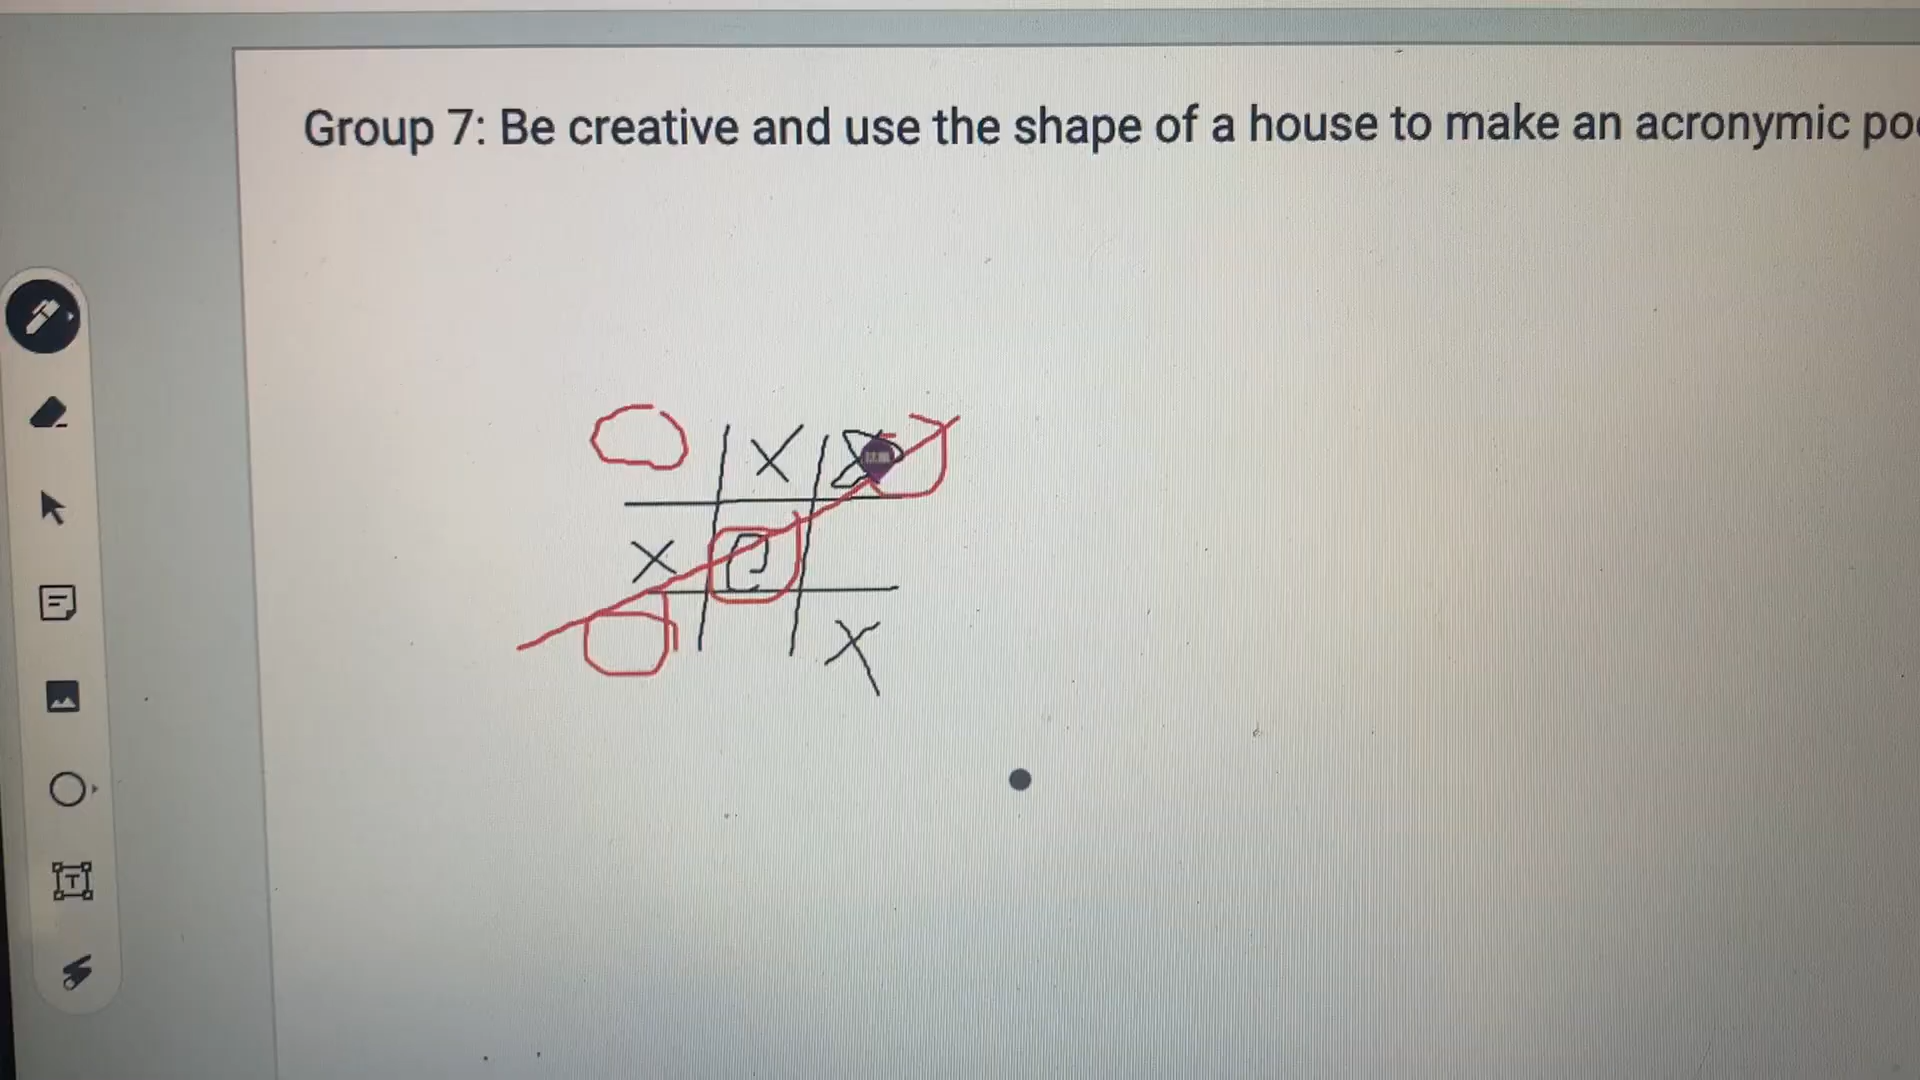 Group 7: Be creative and use the shape of a house to make an acronymic po
X
X
X
T